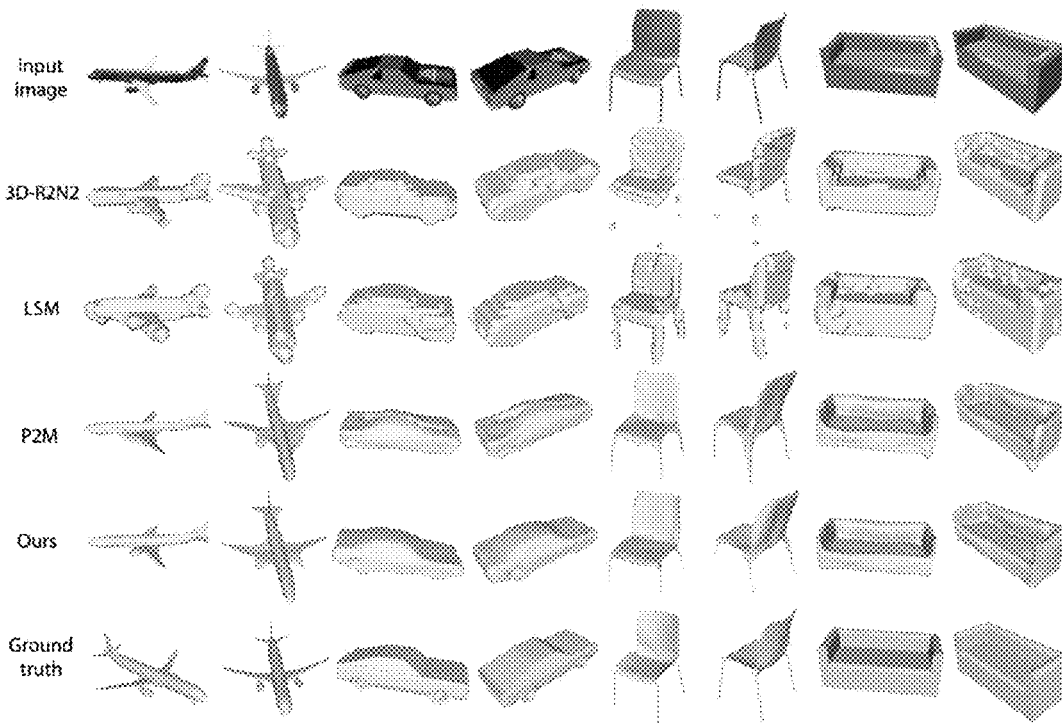 Input
image
3D-R2N2
LSM
P2M
Ours
Ground
truth